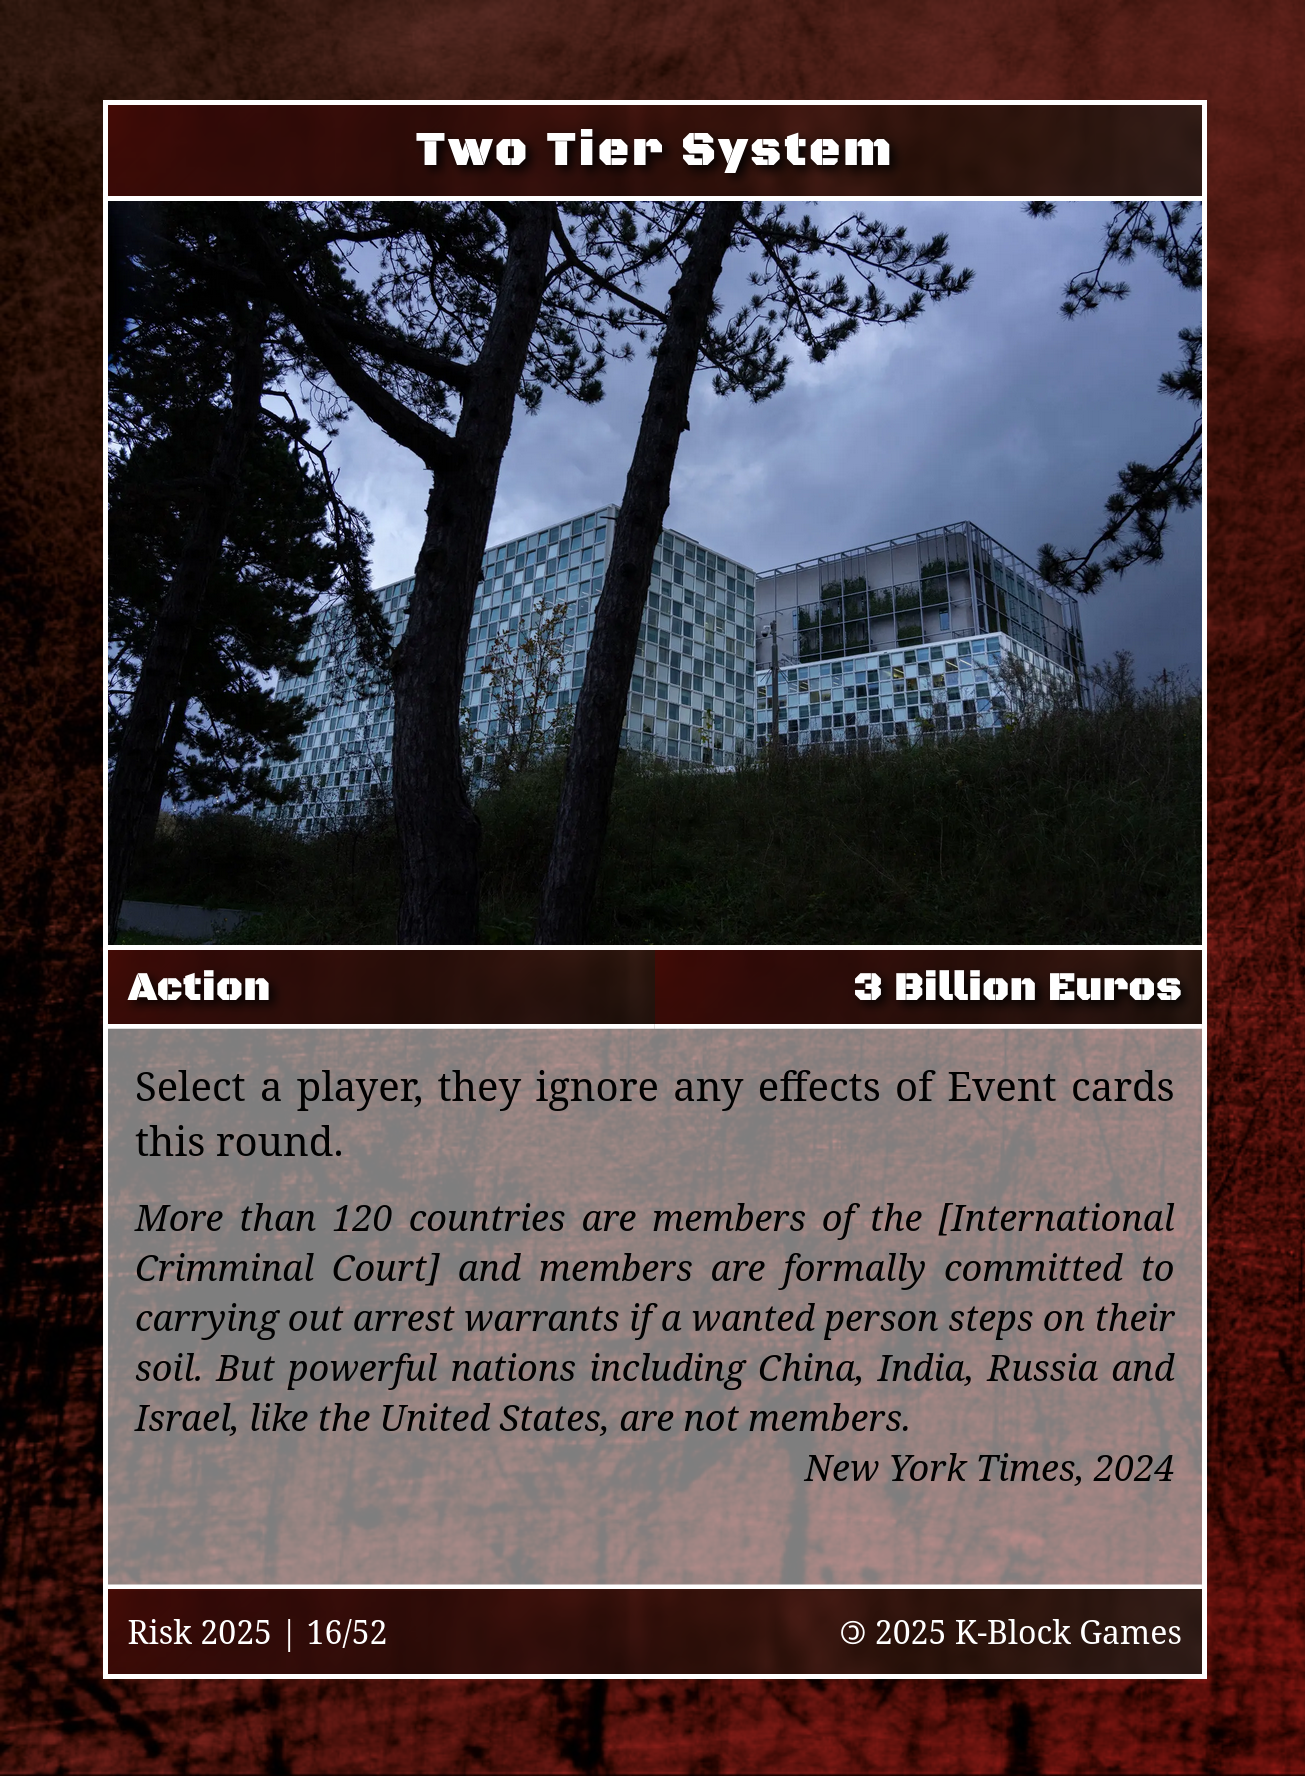 Two Tier System
Action
3 Billion Euros
Select a player, they ignore any effects of Event cards
this round.
More than 120 countries are members of the [International
Crimminal Court] and members are formally committed to
carrying out arrest warrants if a wanted person steps on their
soil. But powerful nations including China, India, Russia and
Israel, like the United States, are not members.
New York Times, 2024
Risk 2025 | 16/52
🄯 2025 K-Block Games